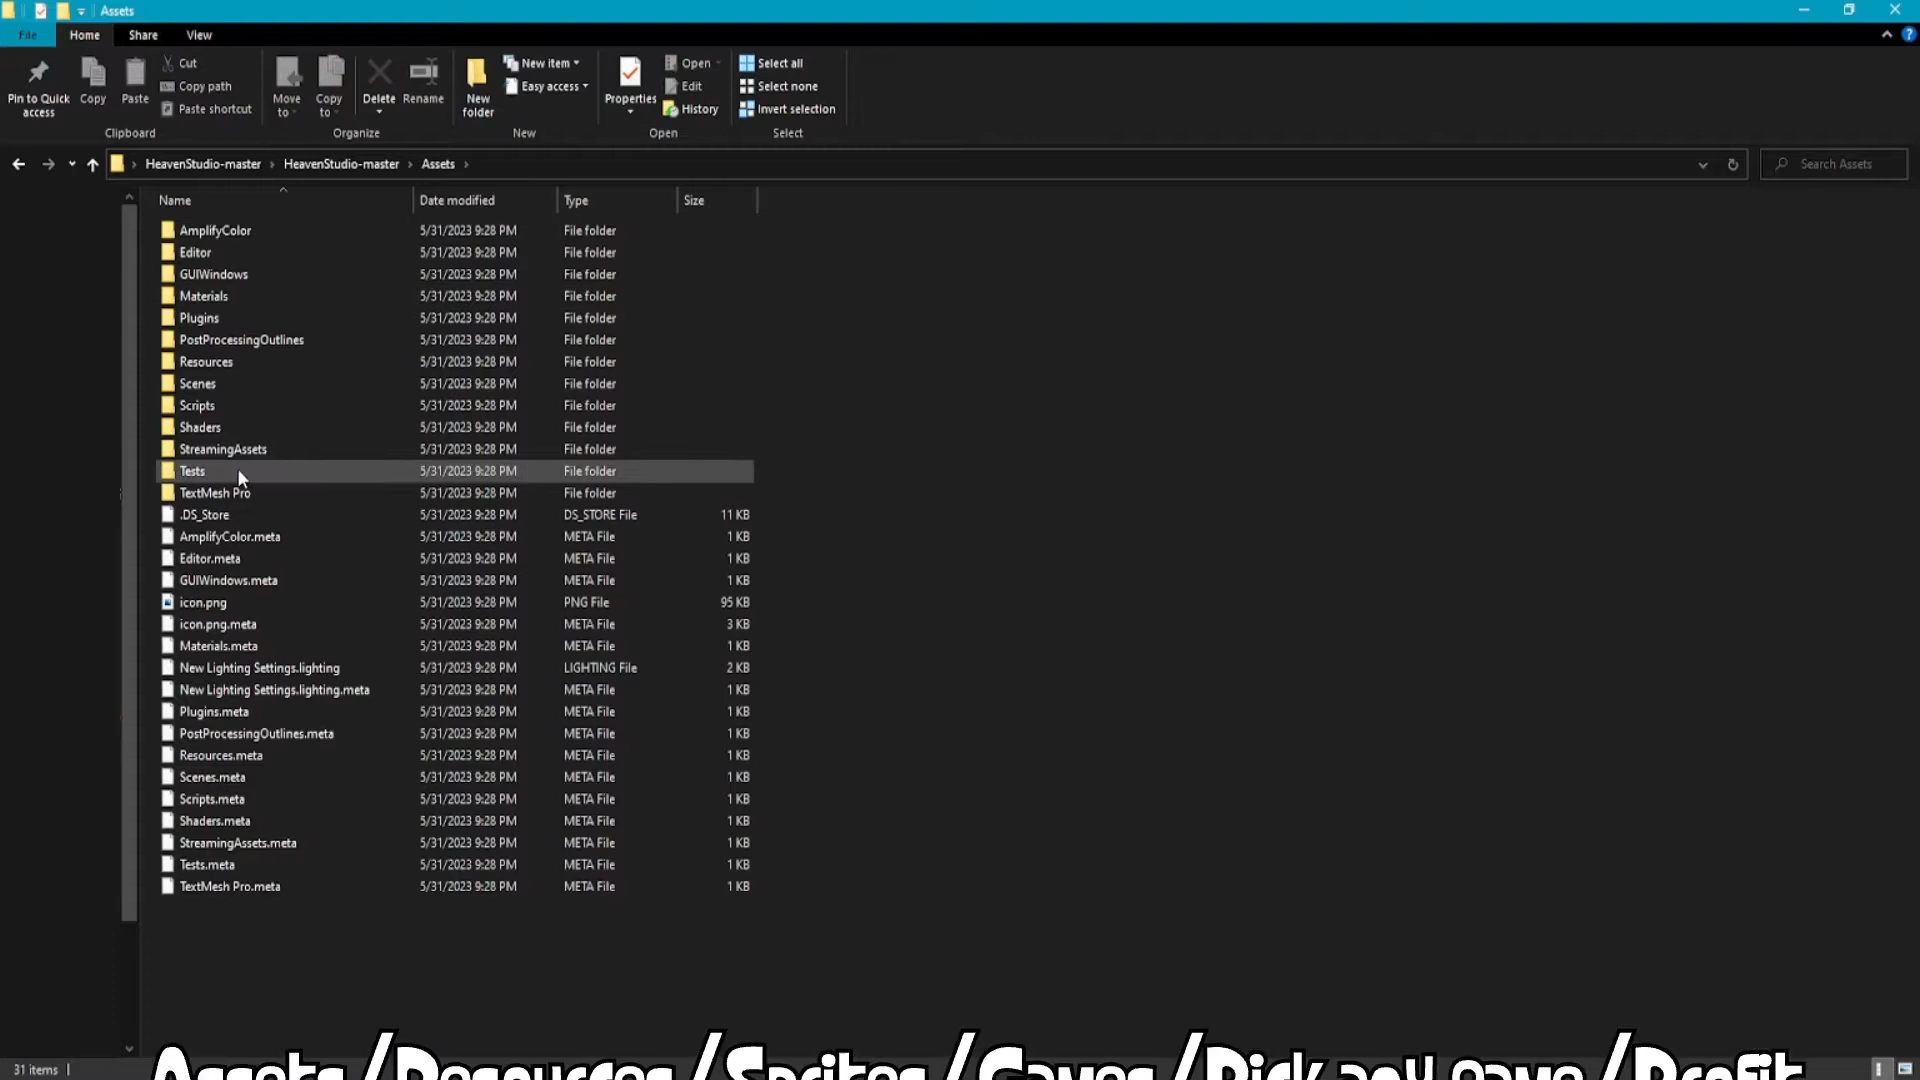 Assets
File Home Share View
Pin to Quick access
Copy
Paste
Cut
Copy path
Paste shortcut
Clipboard
Move to
Copy to
Delete
Rename
Organize
New folder
New item
Easy access
New
Properties
Open
Edit
History
Open
Select all
Select none
Invert selection
Select
HeavenStudio-master › HeavenStudio-master › Assets ›
Search Assets
Name Date modified Type Size
AmplifyColor 5/31/2023 9:28 PM File folder
Editor 5/31/2023 9:28 PM File folder
GUIWindows 5/31/2023 9:28 PM File folder
Materials 5/31/2023 9:28 PM File folder
Plugins 5/31/2023 9:28 PM File folder
PostProcessingOutlines 5/31/2023 9:28 PM File folder
Resources 5/31/2023 9:28 PM File folder
Scenes 5/31/2023 9:28 PM File folder
Scripts 5/31/2023 9:28 PM File folder
Shaders 5/31/2023 9:28 PM File folder
StreamingAssets 5/31/2023 9:28 PM File folder
Tests 5/31/2023 9:28 PM File folder
TextMesh Pro 5/31/2023 9:28 PM File folder
.DS_Store 5/31/2023 9:28 PM DS_STORE File 11 KB
AmplifyColor.meta 5/31/2023 9:28 PM META File 1 KB
Editor.meta 5/31/2023 9:28 PM META File 1 KB
GUIWindows.meta 5/31/2023 9:28 PM META File 1 KB
icon.png 5/31/2023 9:28 PM PNG File 95 KB
icon.png.meta 5/31/2023 9:28 PM META File 3 KB
Materials.meta 5/31/2023 9:28 PM META File 1 KB
New Lighting Settings.lighting 5/31/2023 9:28 PM LIGHTING File 2 KB
New Lighting Settings.lighting.meta 5/31/2023 9:28 PM META File 1 KB
Plugins.meta 5/31/2023 9:28 PM META File 1 KB
PostProcessingOutlines.meta 5/31/2023 9:28 PM META File 1 KB
Resources.meta 5/31/2023 9:28 PM META File 1 KB
Scenes.meta 5/31/2023 9:28 PM META File 1 KB
Scripts.meta 5/31/2023 9:28 PM META File 1 KB
Shaders.meta 5/31/2023 9:28 PM META File 1 KB
StreamingAssets.meta 5/31/2023 9:28 PM META File 1 KB
Tests.meta 5/31/2023 9:28 PM META File 1 KB
TextMesh Pro.meta 5/31/2023 9:28 PM META File 1 KB
31 items
Assets/Resources/Sprites/Games/Pick any game/Profit